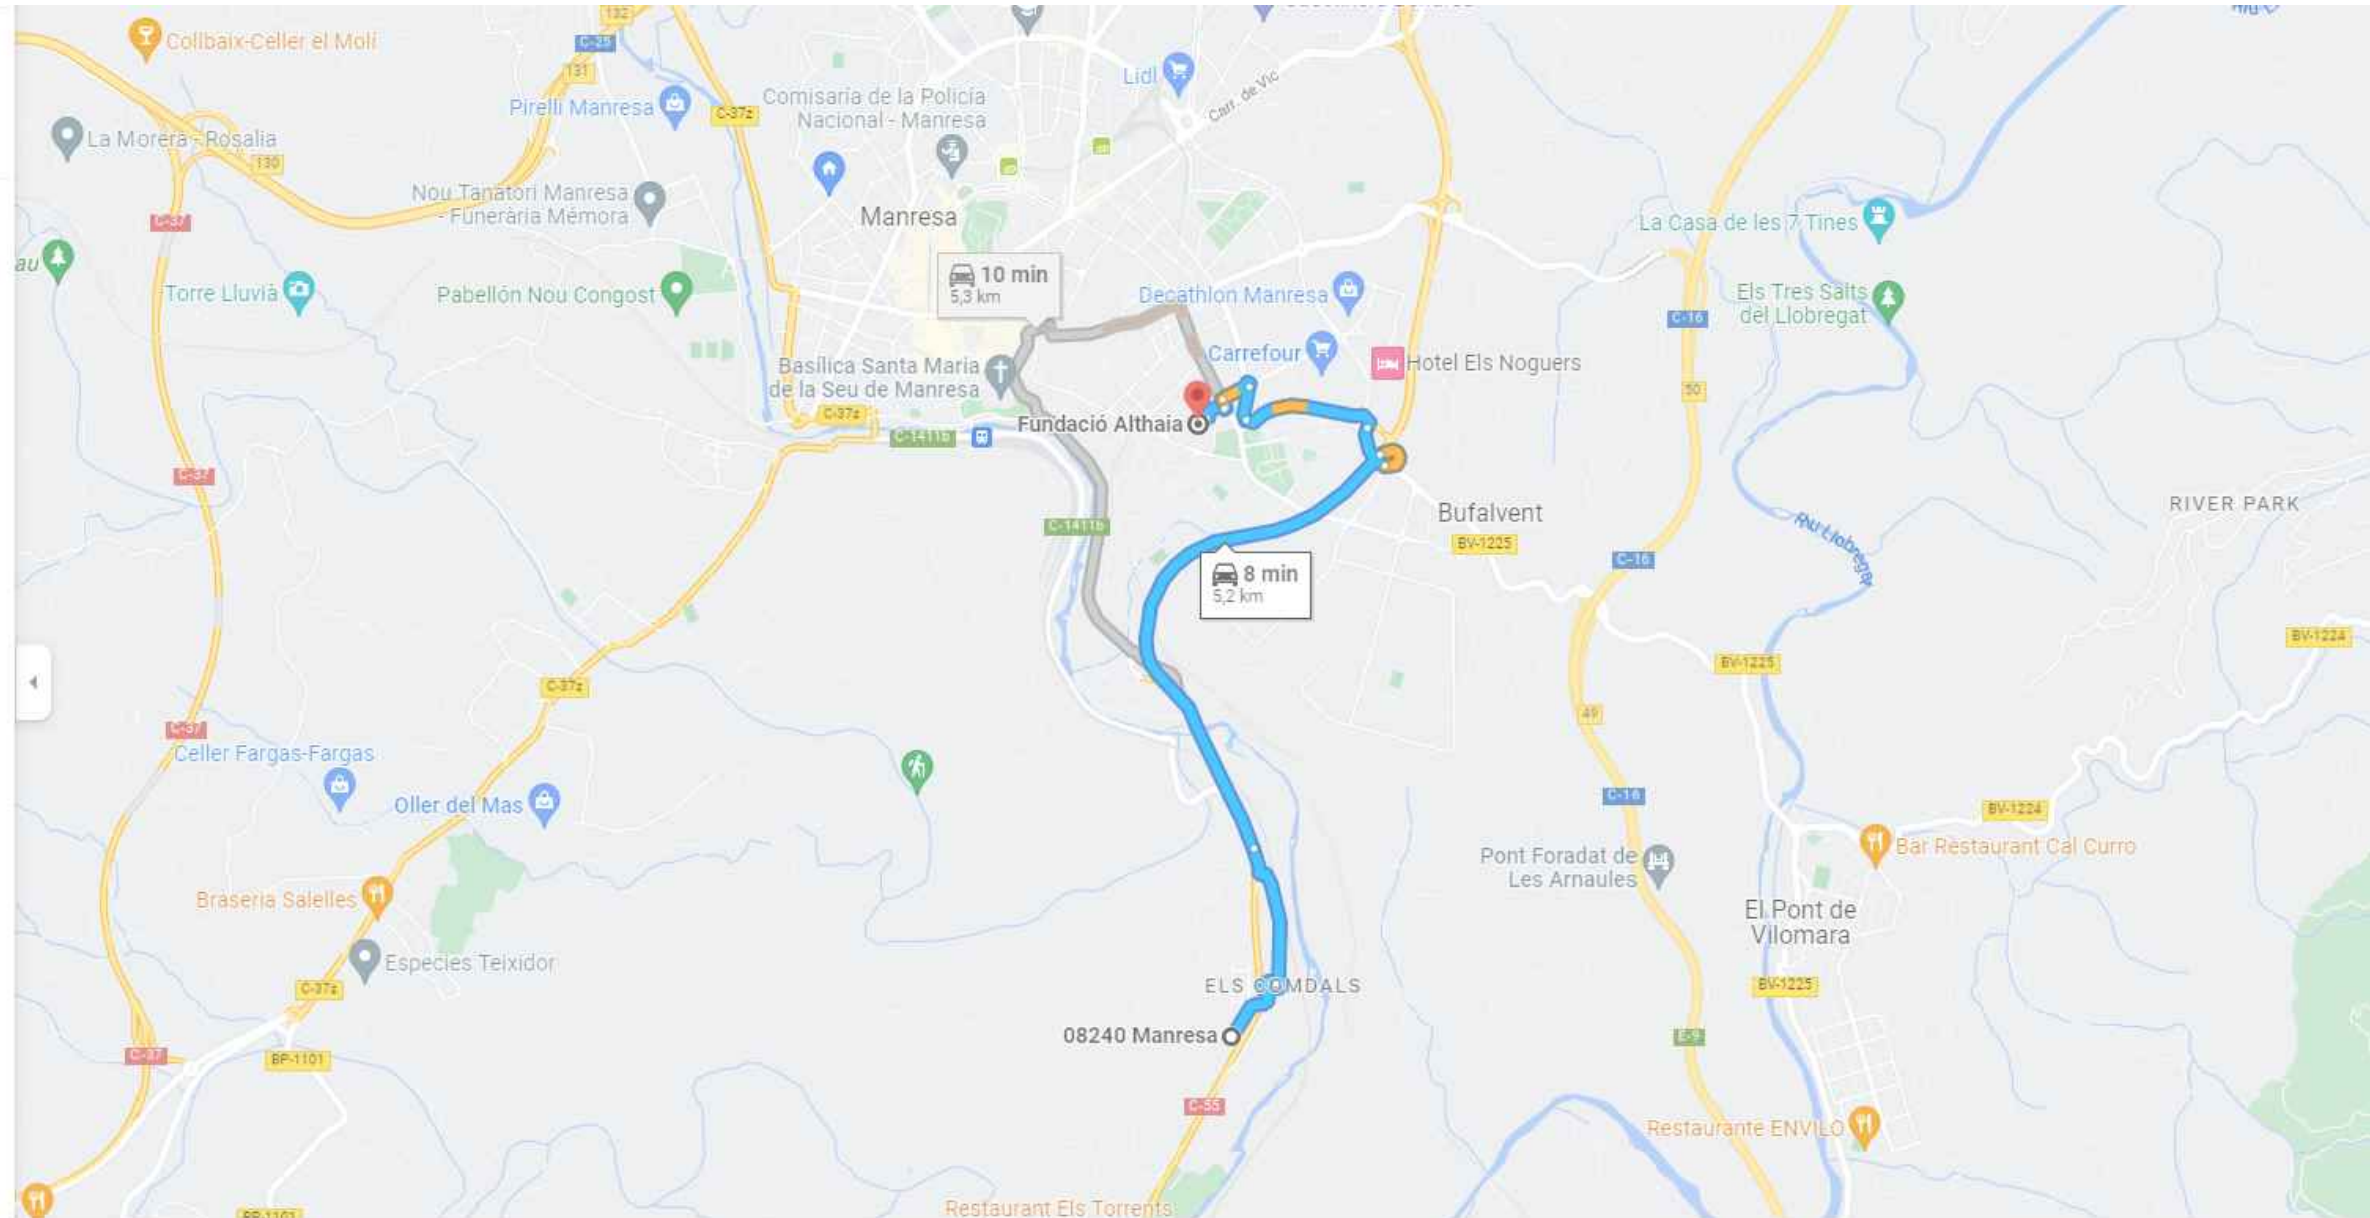 132
Collbaix-Celler el Molí
C-25
131
Lidl
Carr. de Vic
Pirelli Manresa
C-37z
Comisaría de la Policía
Nacional - Manresa
La Morera - Rosalia
130
Nou Tanatori Manresa
- Funerària Mémora
Manresa
C-37
La Casa de les 7 Tines
au
10 min
5,3 km
Torre Lluvià
Pabellón Nou Congost
Decathlon Manresa
Els Tres Salts
del Llobregat
C-16
Carrefour
Hotel Els Noguers
Basílica Santa Maria
de la Seu de Manresa
50
C-37z
Fundació Althaia
C-1411b
C-37
RIVER PARK
Bufalvent
C-1411b
BV-1225
Riu Llobregat
C-16
8 min
5,2 km
BV-1224
BV-1225
C-37z
49
C-37
Celler Fargas-Fargas
Oller del Mas
C-16
BV-1224
Bar Restaurant Cal Curro
Pont Foradat de
Les Arnaules
Braseria Salelles
El Pont de
Vilomara
Especies Teixidor
ELS COMDALS
C-37z
BV-1225
08240 Manresa
E-9
C-37
BP-1101
C-55
Restaurante ENVILO
Restaurant Els Torrents
BP-1101